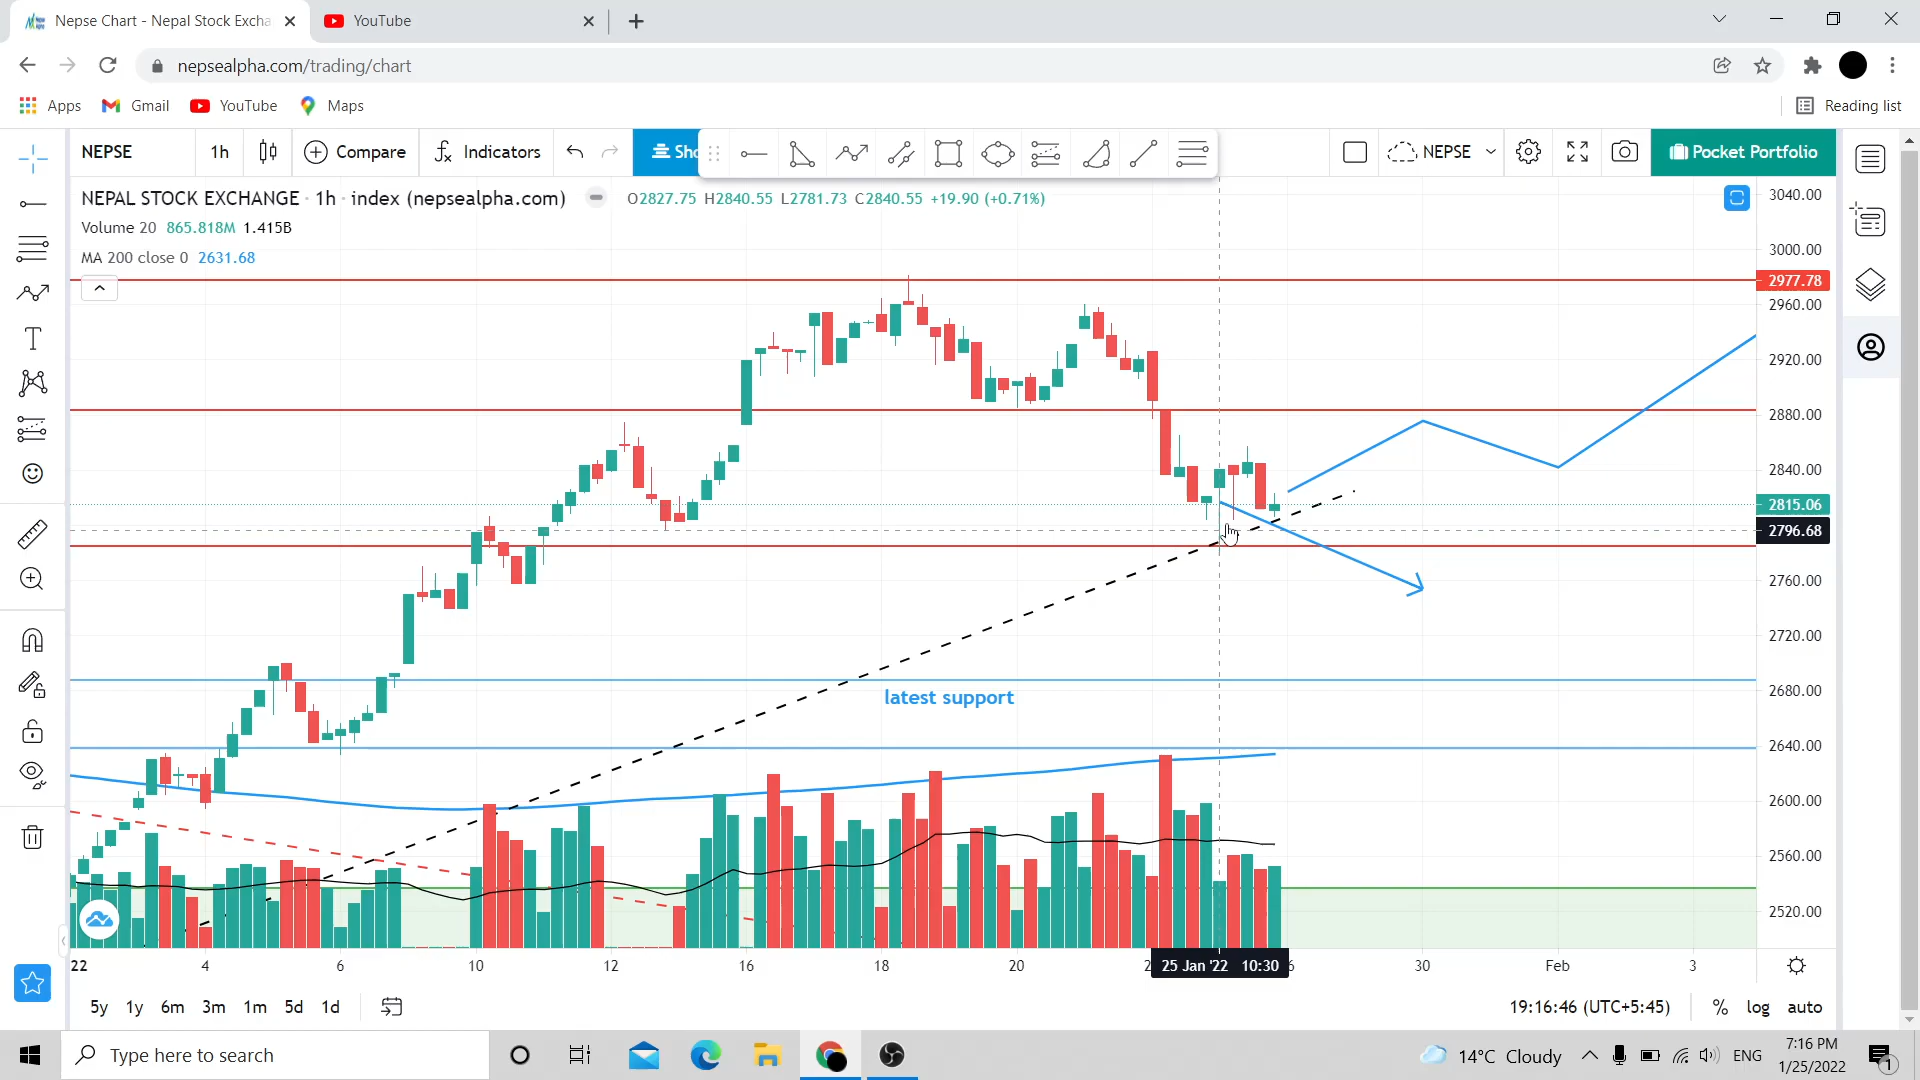 Nepse Chart - Nepal Stock Excha
YouTube
nepsealpha.com/trading/chart
Apps
Gmail
YouTube
Maps
Reading list
NEPSE
1h
Compare
Indicators
Sho
NEPSE
Pocket Portfolio
NEPAL STOCK EXCHANGE · 1h · index (nepsealpha.com)
O2827.75 H2840.55 L2781.73 C2840.55 +19.90 (+0.71%)
Volume 20 865.818M 1.415B
MA 200 close 0 2631.68
3040.00
3000.00
2977.78
2960.00
2920.00
2880.00
2840.00
2815.06
2796.68
2760.00
2720.00
2680.00
2640.00
2600.00
2560.00
2520.00
latest support
22 4 6 10 12 16 18 20 2 25 Jan '22 10:30 6 30 Feb 3
5y 1y 6m 3m 1m 5d 1d
19:16:46 (UTC+5:45) % log auto
Type here to search
14°C Cloudy
ENG
7:16 PM
1/25/2022
1